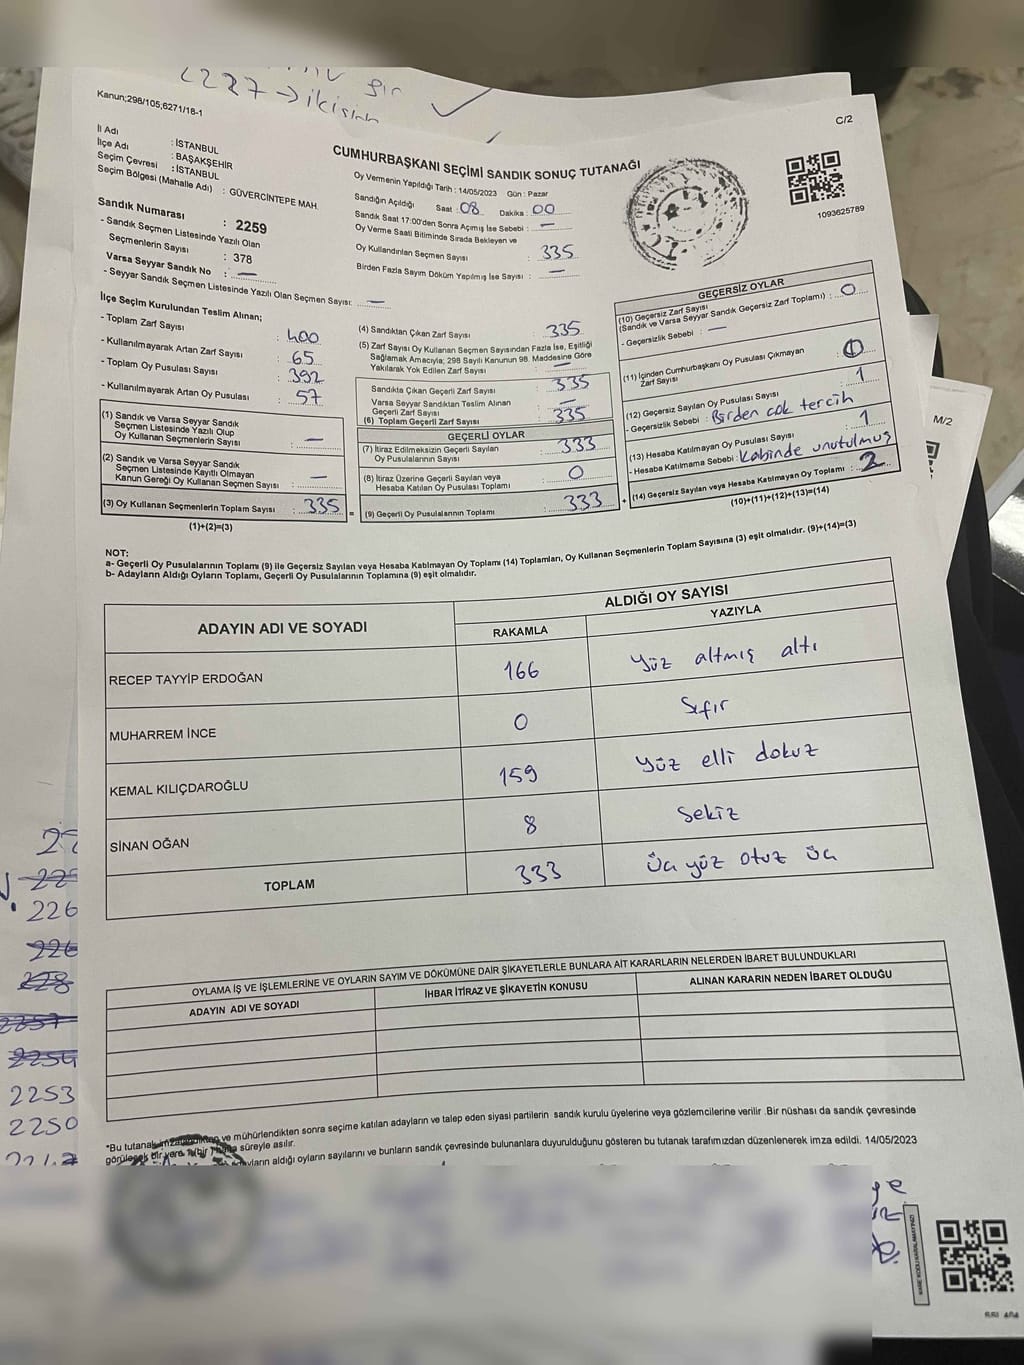 2227 → ikisini
Kanun;298/105;6271/18-1
C/2
İl Adı : İSTANBUL
İlçe Adı : BAŞAKŞEHİR
Seçim Çevresi : İSTANBUL
Seçim Bölgesi (Mahalle Adı) : GÜVERCİNTEPE MAH.
CUMHURBAŞKANI SEÇİMİ SANDIK SONUÇ TUTANAĞI
Oy Vermenin Yapıldığı Tarih : 14/05/2023 Gün : Pazar
Sandığın Açıldığı Saat : 08 Dakika : 00
Sandık Saat 17:00'den Sonra Açımış İse Sebebi : —
Oy Verme Saati Bitiminde Sırada Bekleyen ve
Oy Kullandırılan Seçmen Sayısı : 335
Birden Fazla Sayım Döküm Yapılmış İse Sayısı : —
1093625789
Sandık Numarası : 2259
- Sandık Seçmen Listesinde Yazılı Olan
Seçmenlerin Sayısı : 378
Varsa Seyyar Sandık No : —
- Seyyar Sandık Seçmen Listesinde Yazılı Olan Seçmen Sayısı: —
İlçe Seçim Kurulundan Teslim Alınan;
- Toplam Zarf Sayısı : 400
- Kullanılmayarak Artan Zarf Sayısı : 65
- Toplam Oy Pusulası Sayısı : 392
- Kullanılmayarak Artan Oy Pusulası : 57
(1) Sandık ve Varsa Seyyar Sandık
Seçmen Listesinde Yazılı Olup
Oy Kullanan Seçmenlerin Sayısı : —
(2) Sandık ve Varsa Seyyar Sandık
Seçmen Listesinde Kayıtlı Olmayan
Kanun Gereği Oy Kullanan Seçmen Sayısı : —
(3) Oy Kullanan Seçmenlerin Toplam Sayısı : 335
(1)+(2)=(3)
(4) Sandıktan Çıkan Zarf Sayısı : 335
(5) Zarf Sayısı Oy Kullanan Seçmen Sayısından Fazla İse, Eşitliği
Sağlamak Amacıyla; 298 Sayılı Kanunun 98. Maddesine Göre
Yakılarak Yok Edilen Zarf Sayısı : —
Sandıkta Çıkan Geçerli Zarf Sayısı : 335
Varsa Seyyar Sandıktan Teslim Alınan
Geçerli Zarf Sayısı : —
(6) Toplam Geçerli Zarf Sayısı : 335
GEÇERLİ OYLAR
(7) İtiraz Edilmeksizin Geçerli Sayılan
Oy Pusulalarının Sayısı : 333
(8) İtiraz Üzerine Geçerli Sayılan ve
Hesaba Katılan Oy Pusulası Toplamı : 0
(9) Geçerli Oy Pusulalarının Toplamı : 333
GEÇERSİZ OYLAR
(10) Geçersiz Zarf Sayısı
(Sandık ve Varsa Seyyar Sandık Geçersiz Zarf Toplamı) : 0
- Geçersizlik Sebebi : —
(11) İçinden Cumhurbaşkanı Oy Pusulası Çıkmayan
Zarf Sayısı :
(12) Geçersiz Sayılan Oy Pusulası Sayısı : 1
- Geçersizlik Sebebi : Birden çok tercih
(13) Hesaba Katılmayan Oy Pusulası Sayısı : 1
- Hesaba Katılmama Sebebi : Kabinde unutulmuş
(14) Geçersiz Sayılan veya Hesaba Katılmayan Oy Toplamı : 2
(10)+(11)+(12)+(13)=(14)
NOT:
a- Geçerli Oy Pusulalarının Toplamı (9) ile Geçersiz Sayılan veya Hesaba Katılmayan Oy Toplamı (14) Toplamları, Oy Kullanan Seçmenlerin Toplam Sayısına (3) eşit olmalıdır. (9)+(14)=(3)
b- Adayların Aldığı Oyların Toplamı, Geçerli Oy Pusulalarının Toplamına (9) eşit olmalıdır.
ADAYIN ADI VE SOYADI
ALDIĞI OY SAYISI
RAKAMLA YAZIYLA
RECEP TAYYİP ERDOĞAN 166 yüz altmış altı
MUHARREM İNCE 0 Sıfır
KEMAL KILIÇDAROĞLU 159 yüz elli dokuz
SİNAN OĞAN 8 Sekiz
TOPLAM 333 Üç yüz otuz üç
OYLAMA İŞ VE İŞLEMLERİNE VE OYLARIN SAYIM VE DÖKÜMÜNE DAİR ŞİKAYETLERLE BUNLARA AİT KARARLARIN NELERDEN İBARET BULUNDUKLARI
ADAYIN ADI VE SOYADI İHBAR İTİRAZ VE ŞİKAYETİN KONUSU ALINAN KARARIN NEDEN İBARET OLDUĞU
*Bu tutanak ve mühürlendikten sonra seçime katılan adayların ve talep eden siyasi partilerin sandık kurulu üyelerine veya gözlemcilerine verilir .Bir nüshası da sandık çevresinde
görülecek bir yere süreyle asılır.
aldığı oyların sayılarını ve bunların sandık çevresinde bulunanlara duyurulduğunu gösteren bu tutanak tarafımızdan düzenlenerek imza edildi. 14/05/2023
M/2
226
226
228
2257
2254
2253
2250
KARE KODU KARALAMAYINIZ!